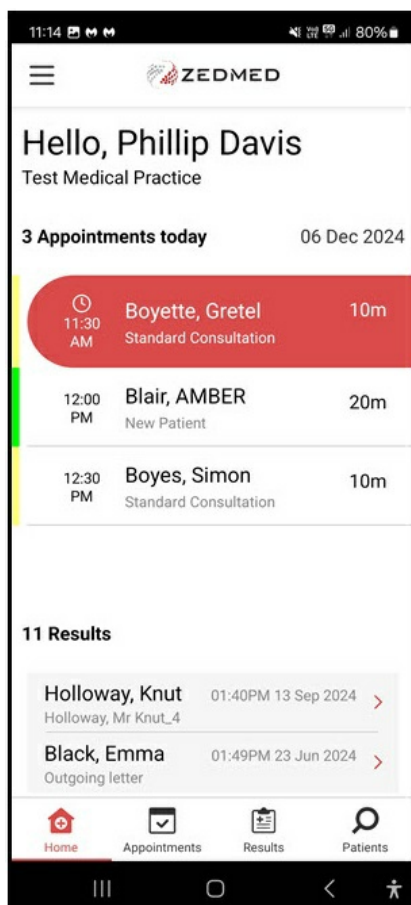 11:14 80%
ZEDMED
Hello, Phillip Davis
Test Medical Practice
3 Appointments today 06 Dec 2024
11:30 AM Boyette, Gretel 10m
Standard Consultation
12:00 PM Blair, AMBER 20m
New Patient
12:30 PM Boyes, Simon 10m
Standard Consultation
11 Results
Holloway, Knut 01:40PM 13 Sep 2024
Holloway, Mr Knut_4
Black, Emma 01:49PM 23 Jun 2024
Outgoing letter
Home Appointments Results Patients